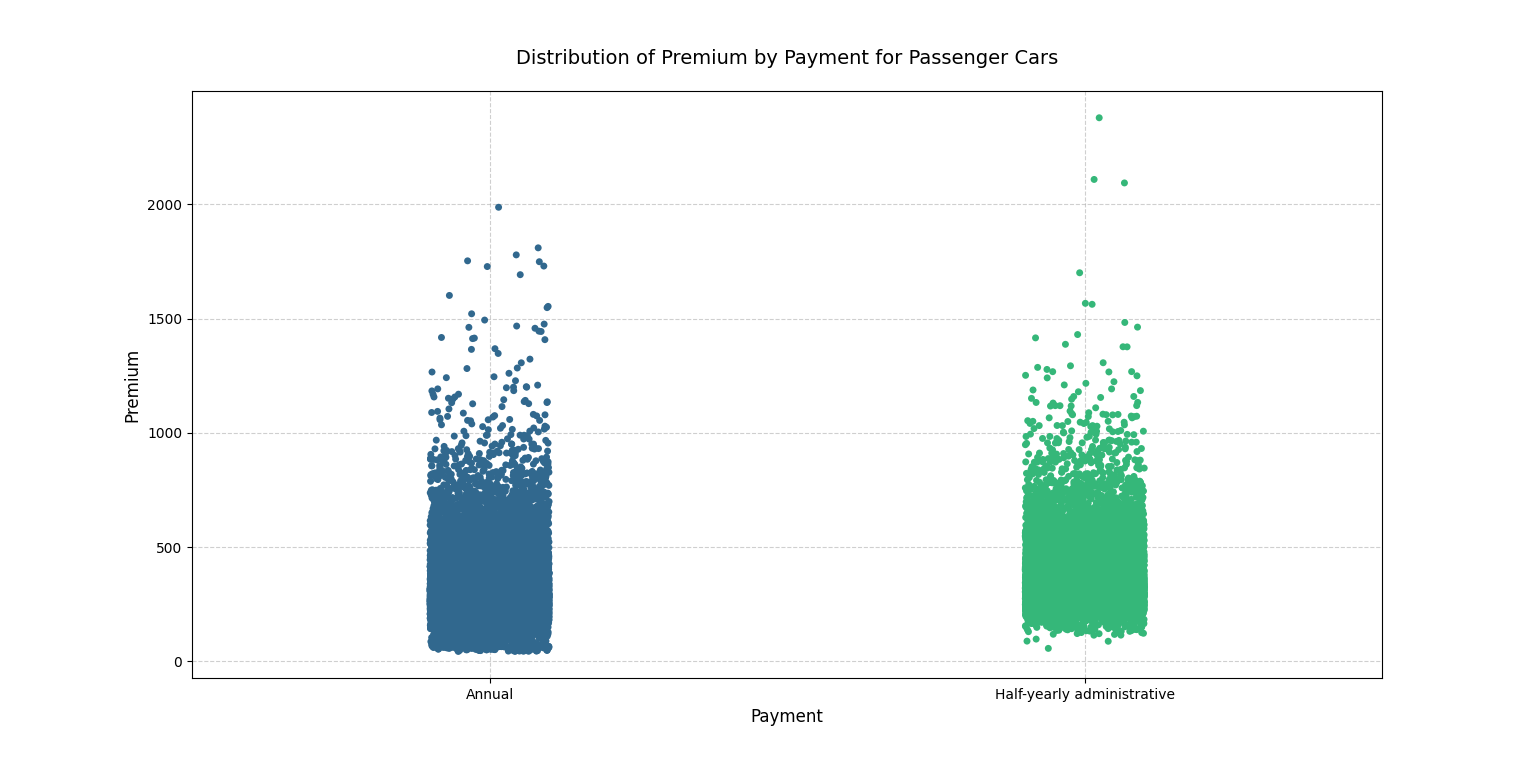 Distribution of Premium by Payment for Passenger Cars
Premium
2000
1500
1000
500
0
Annual
Half-yearly administrative
Payment